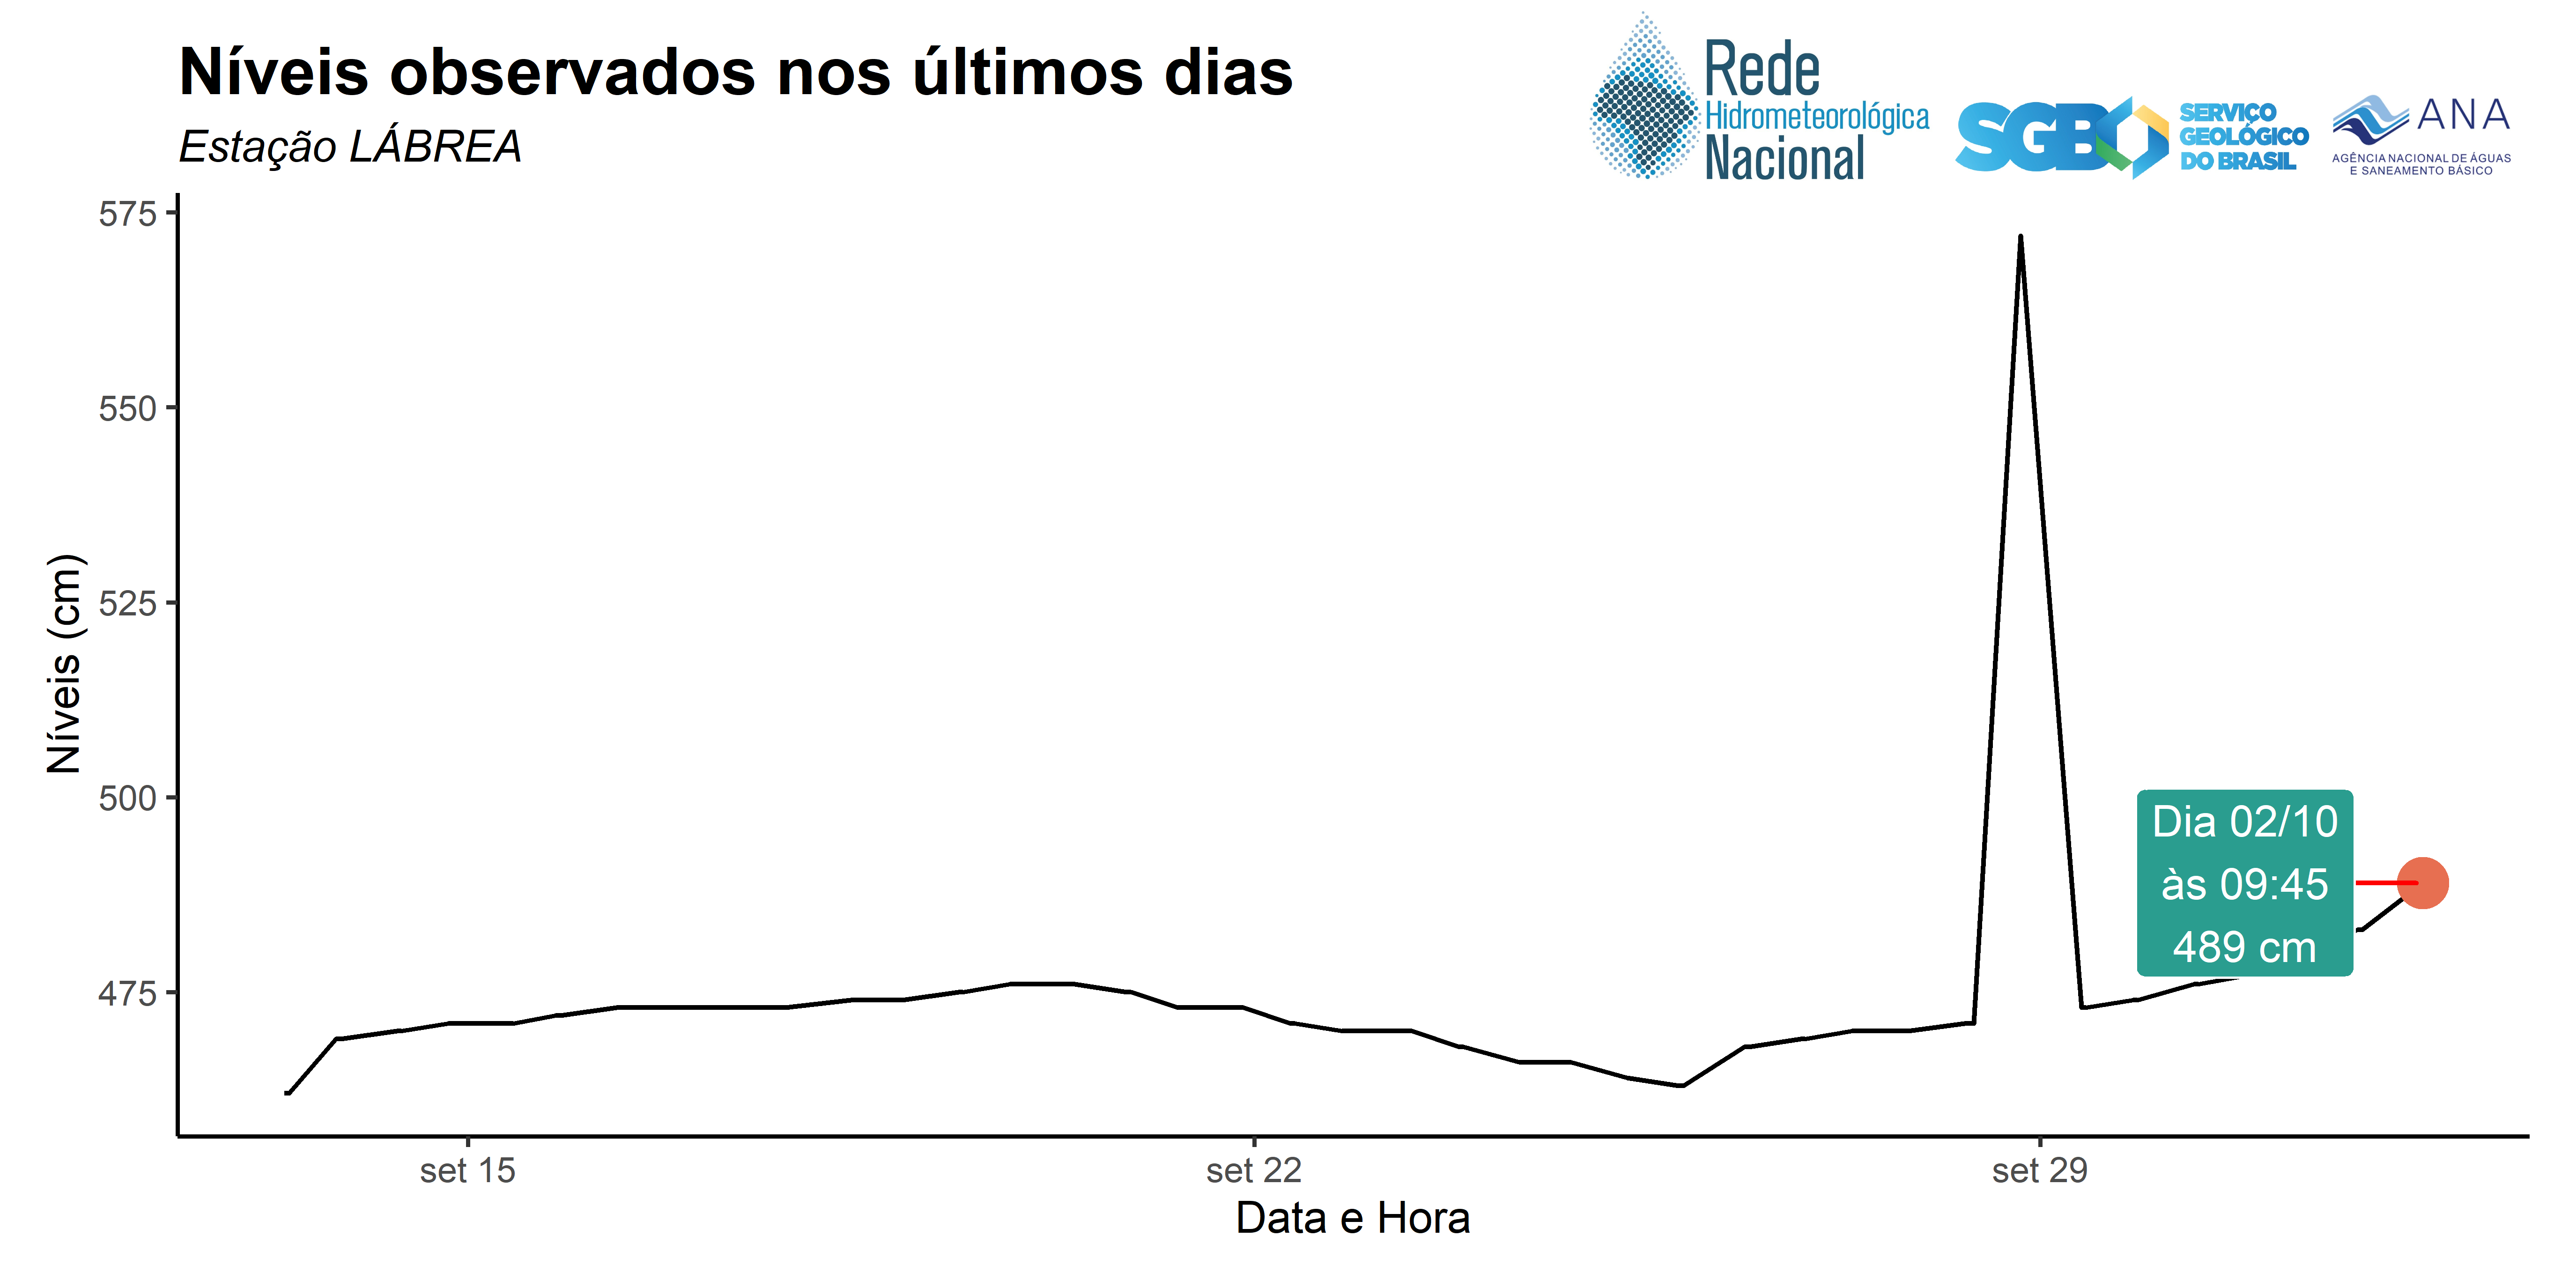 Níveis observados nos últimos dias
Estação LÁBREA
Rede
Hidrometeorológica
Nacional
SGB
SERVIÇO
GEOLÓGICO
DO BRASIL
ANA
AGÊNCIA NACIONAL DE ÁGUAS
E SANEAMENTO BÁSICO
Níveis (cm)
575
550
525
500
475
Dia 02/10
às 09:45
489 cm
set 15
set 22
set 29
Data e Hora